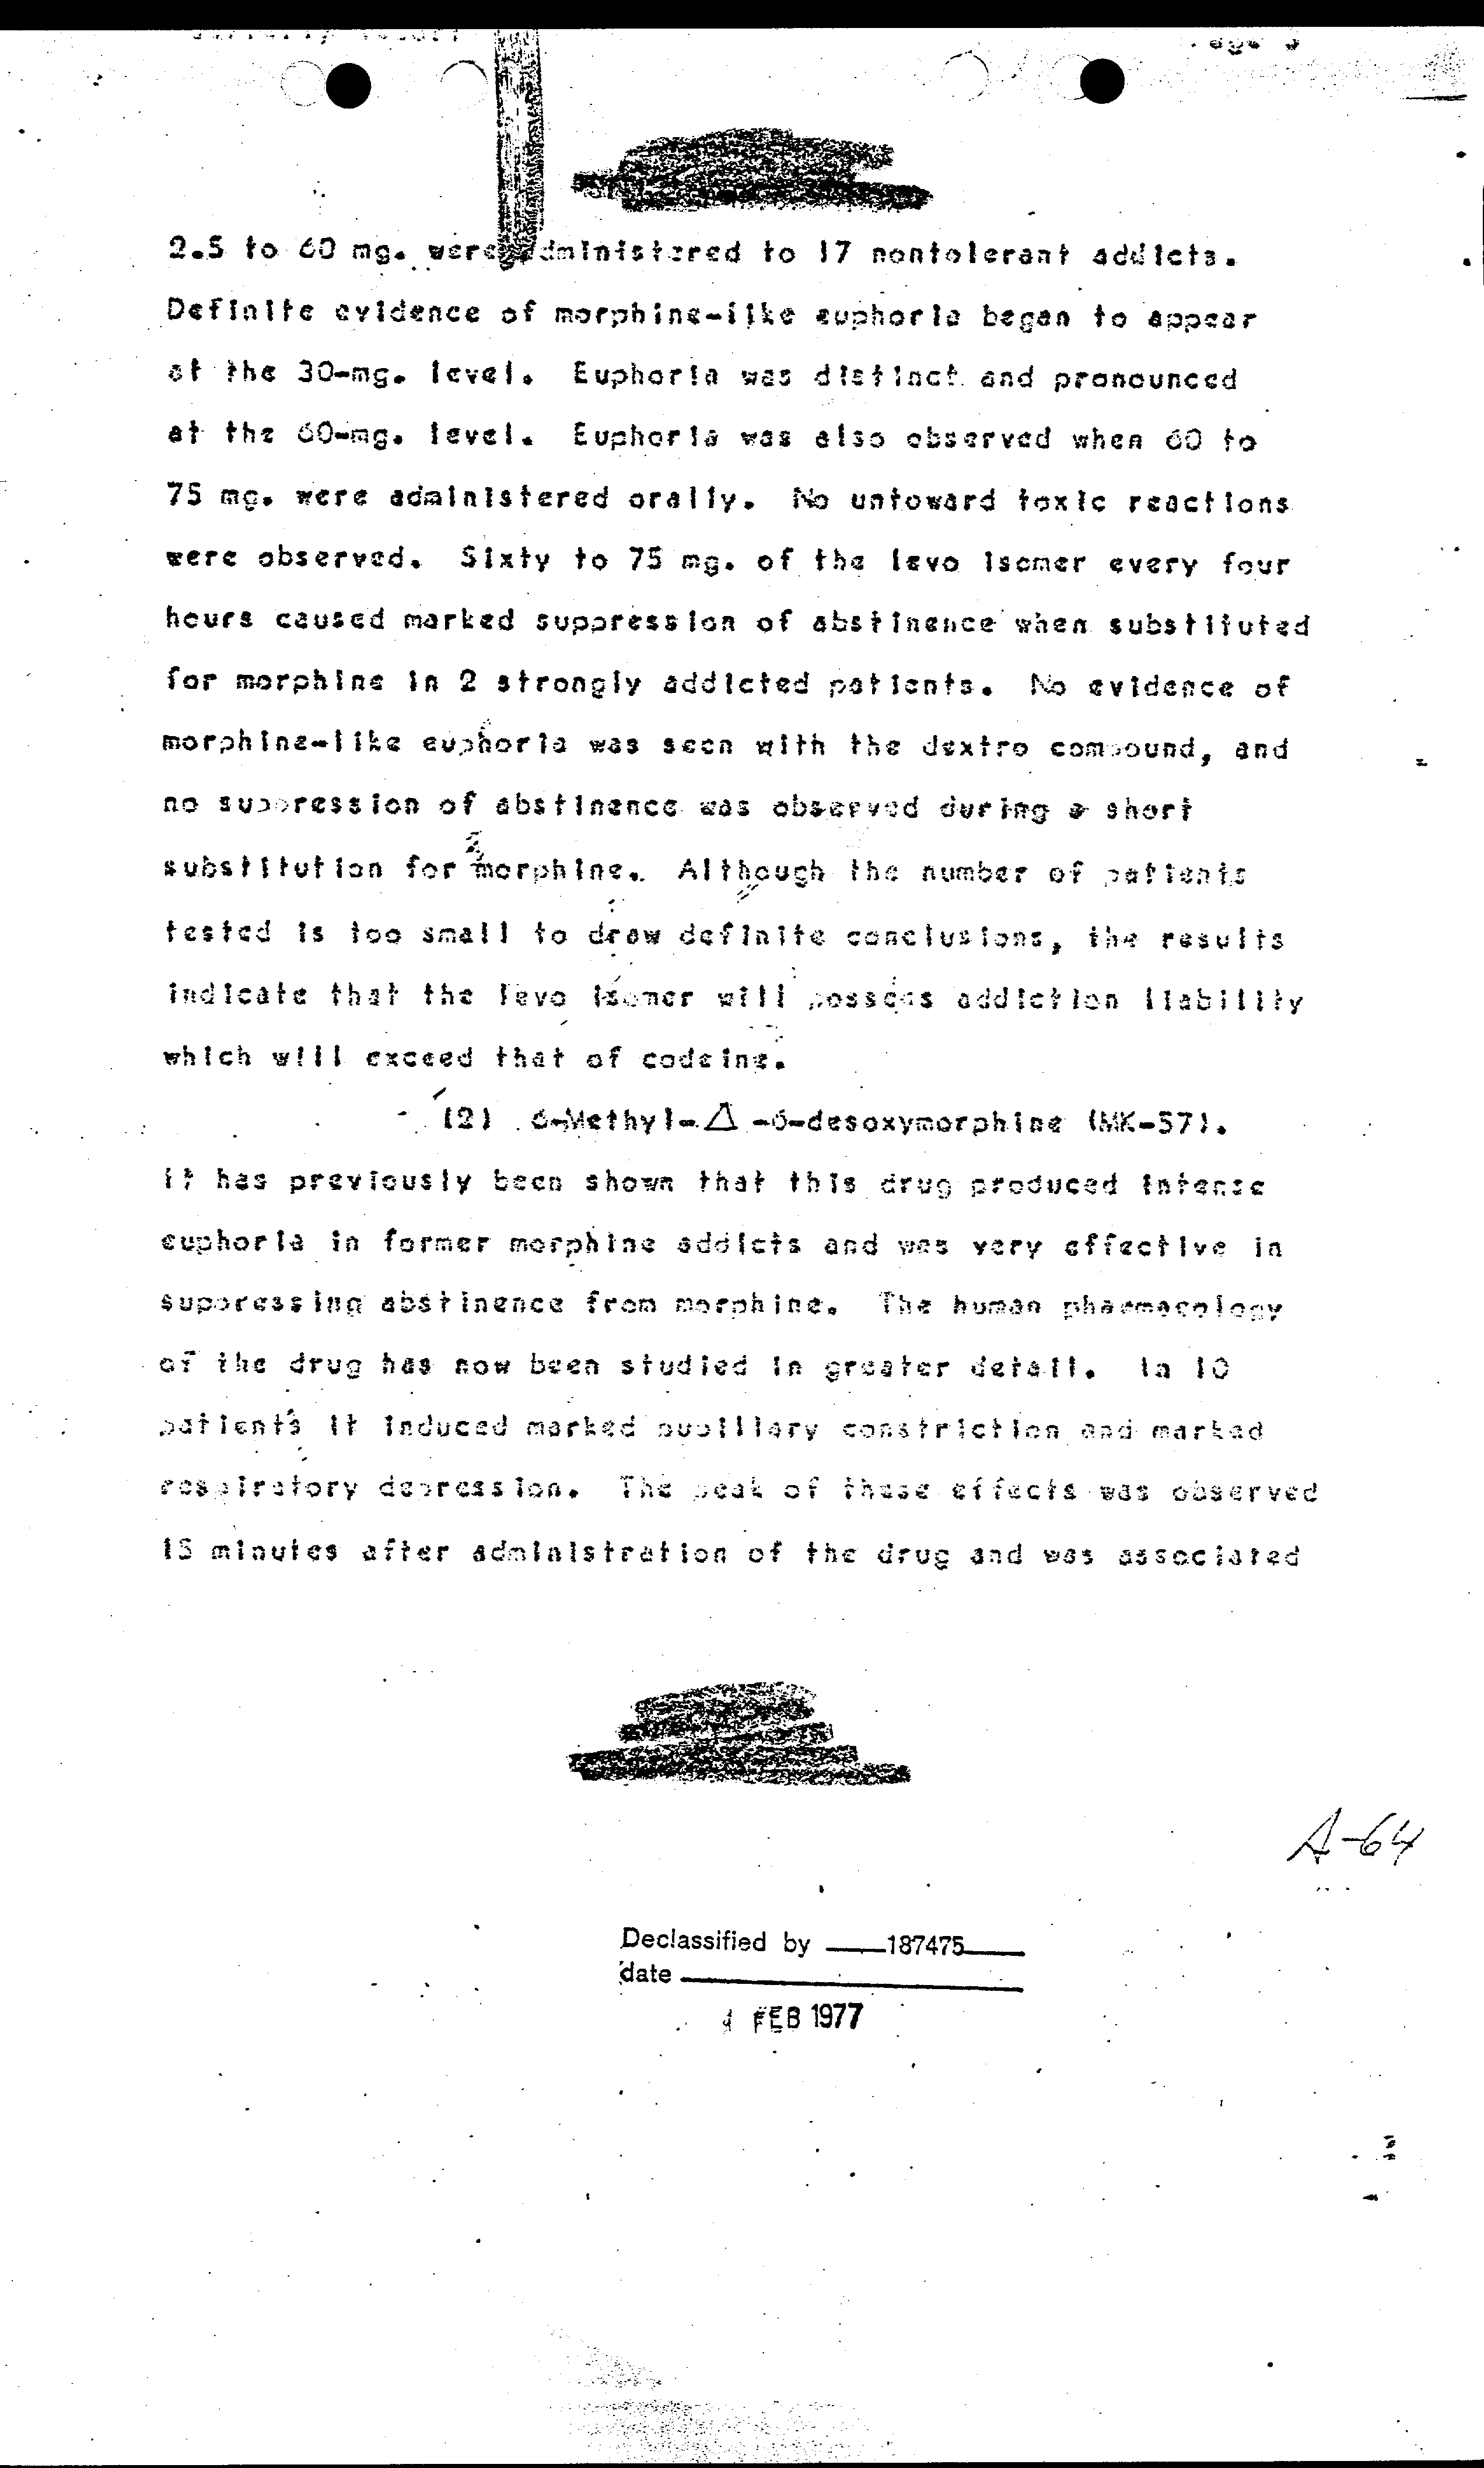 Page 3
2.5 to 60 mg. were administered to 17 nontolerant addicts.
Definite evidence of morphine-like euphoria began to appear
at the 30-mg. level. Euphoria was distinct and pronounced
at the 60-mg. level. Euphoria was also observed when 60 to
75 mg. were administered orally. No untoward toxic reactions
were observed. Sixty to 75 mg. of the levo isomer every four
hours caused marked suppression of abstinence when substituted
for morphine in 2 strongly addicted patients. No evidence of
morphine-like euphoria was seen with the dextro compound, and
no suppression of abstinence was observed during a short
substitution for morphine. Although the number of patients
tested is too small to draw definite conclusions, the results
indicate that the levo isomer will possess addiction liability
which will exceed that of codeine.
(2) 6-Methyl-Δ-6-desoxymorphine (MK-57).
It has previously been shown that this drug produced intense
euphoria in former morphine addicts and was very effective in
suppressing abstinence from morphine. The human pharmacology
of the drug has now been studied in greater detail. In 10
patients it induced marked pupillary constriction and marked
respiratory depression. The peak of these effects was observed
15 minutes after administration of the drug and was associated
A-64
Declassified by 187475
date
FEB 1977